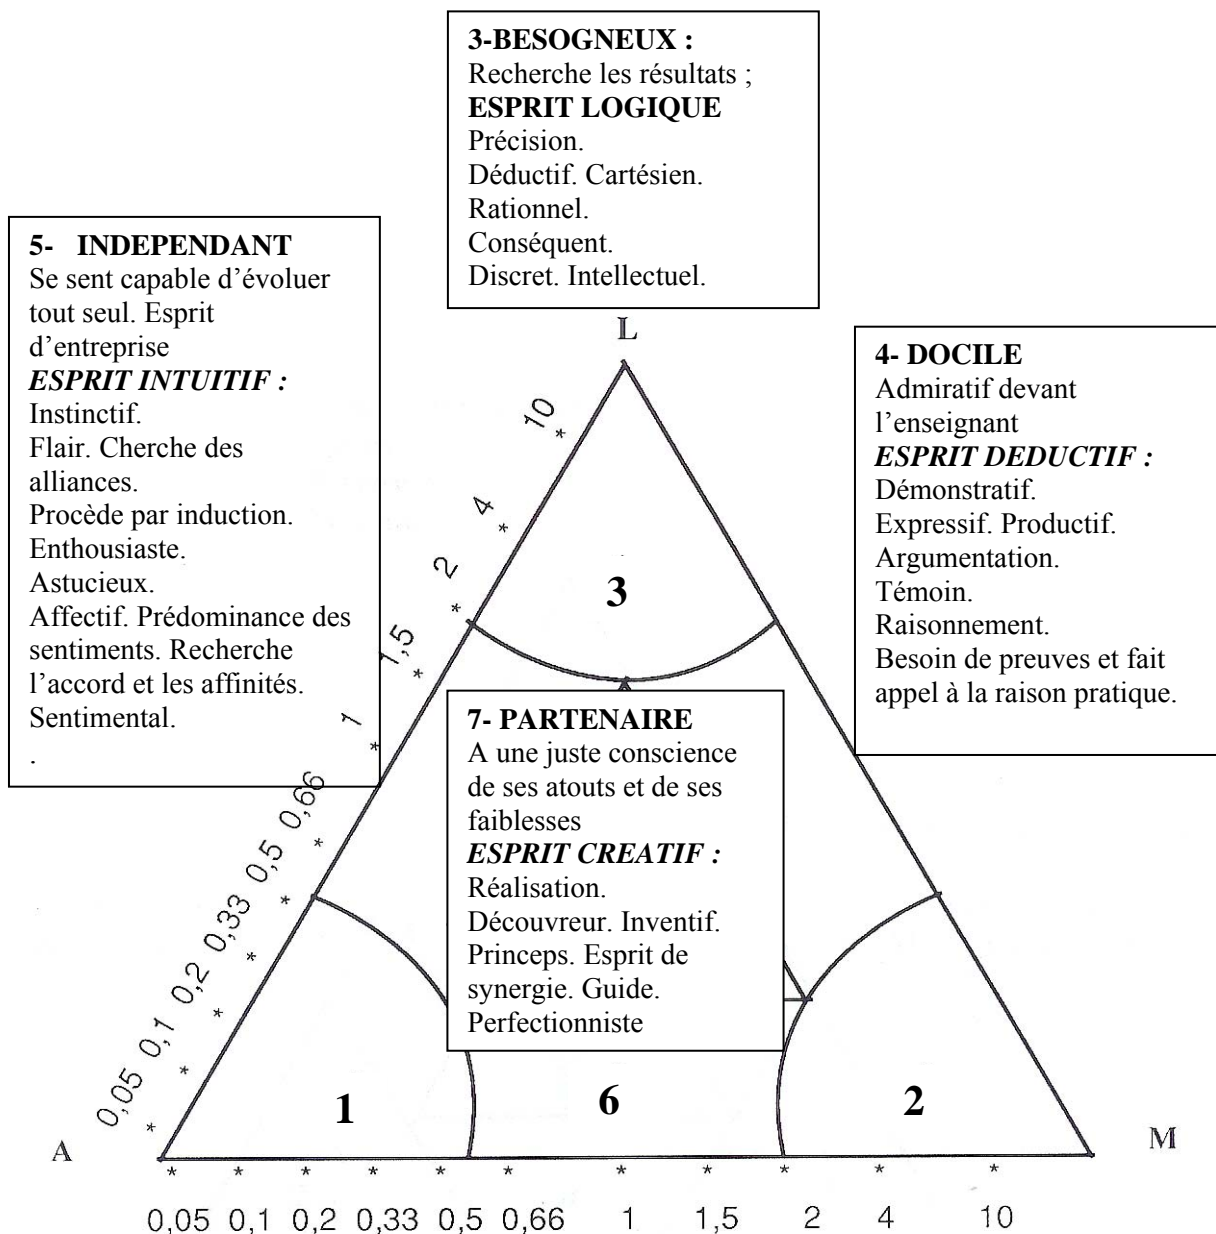 3-BESOGNEUX :
Recherche les résultats ;
ESPRIT LOGIQUE
Précision.
Déductif. Cartésien.
Rationnel.
Conséquent.
Discret. Intellectuel.
5- INDEPENDANT
Se sent capable d’évoluer
tout seul. Esprit
d’entreprise
ESPRIT INTUITIF :
Instinctif.
Flair. Cherche des
alliances.
Procède par induction.
Enthousiaste.
Astucieux.
Affectif. Prédominance des
sentiments. Recherche
l’accord et les affinités.
Sentimental.
.
4- DOCILE
Admiratif devant
l’enseignant
ESPRIT DEDUCTIF :
Démonstratif.
Expressif. Productif.
Argumentation.
Témoin.
Raisonnement.
Besoin de preuves et fait
appel à la raison pratique.
L
10
4
2
1,5
1
0,66
0,5
0,33
0,2
0,1
0,05
3
7- PARTENAIRE
A une juste conscience
de ses atouts et de ses
faiblesses
ESPRIT CREATIF :
Réalisation.
Découvreur. Inventif.
Princeps. Esprit de
synergie. Guide.
Perfectionniste
1 6 2
A M
* * * * * * * * * * *
0,05 0,1 0,2 0,33 0,5 0,66 1 1,5 2 4 10